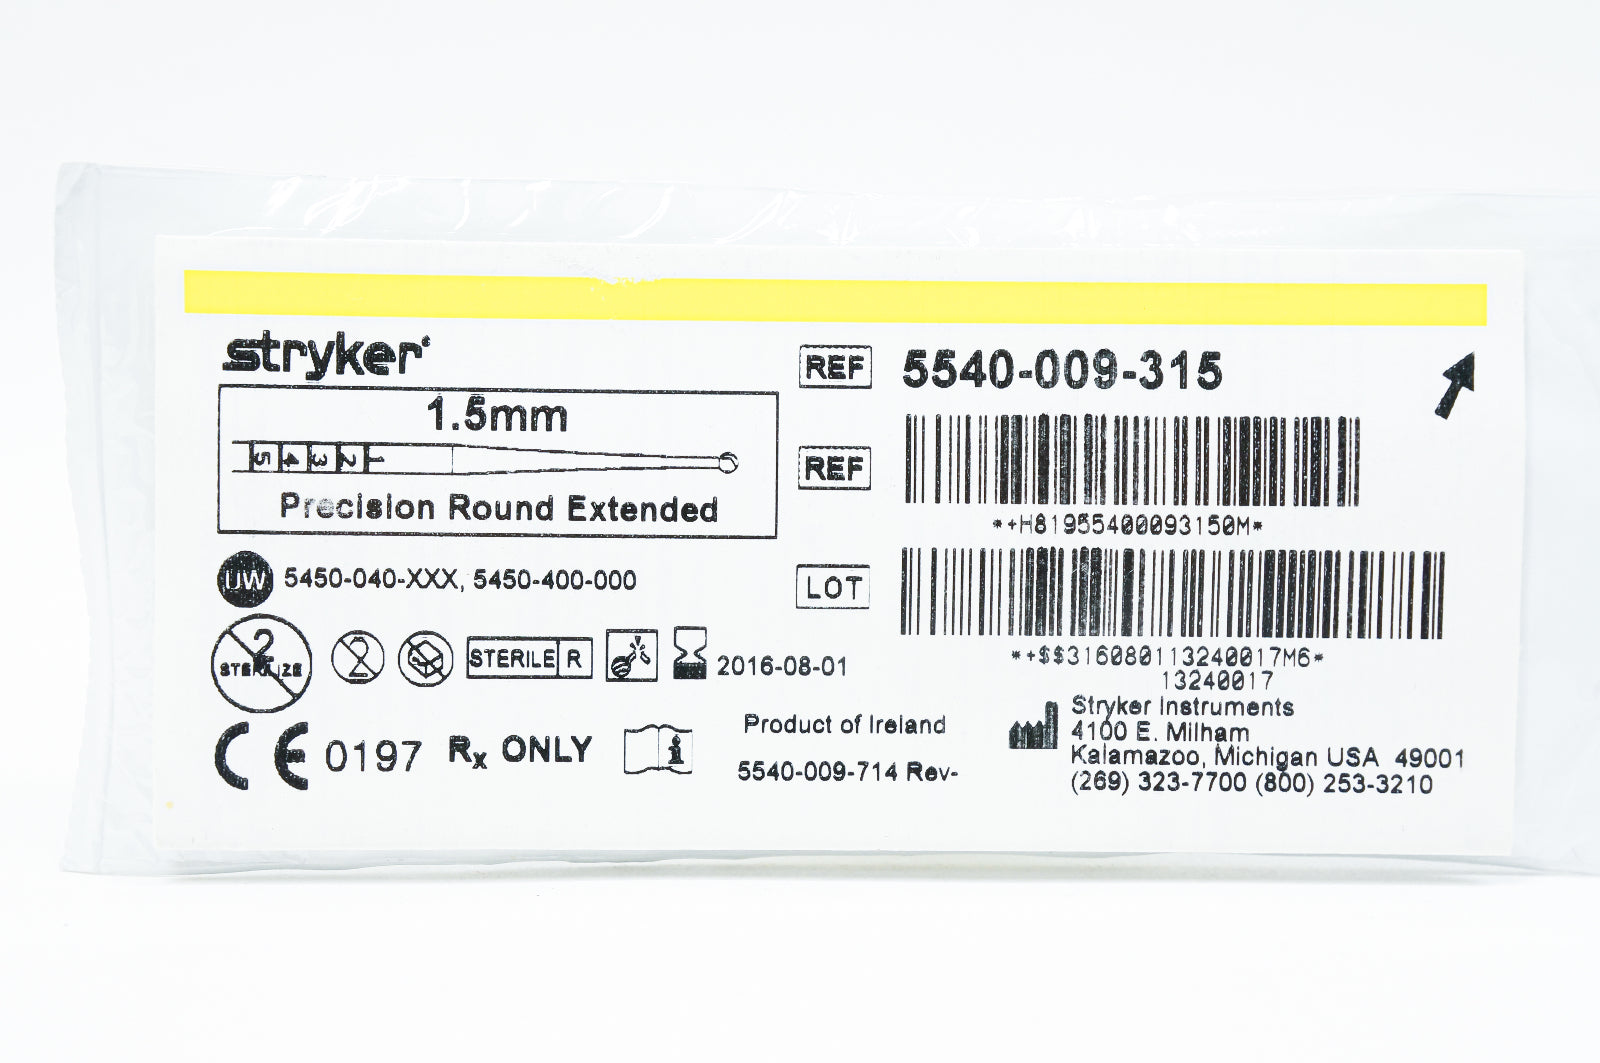 stryker
1.5mm
5 4 3 2 1
Precision Round Extended
UW 5450-040-XXX, 5450-400-000
2
STERILIZE
2
STERILE R
2016-08-01
CE 0197 Rx ONLY
i
Product of Ireland
5540-009-714 Rev-
REF 5540-009-315
REF
*+H81955400093150M*
LOT
*+$$316080113240017M6*
13240017
Stryker Instruments
4100 E. Milham
Kalamazoo, Michigan USA 49001
(269) 323-7700 (800) 253-3210